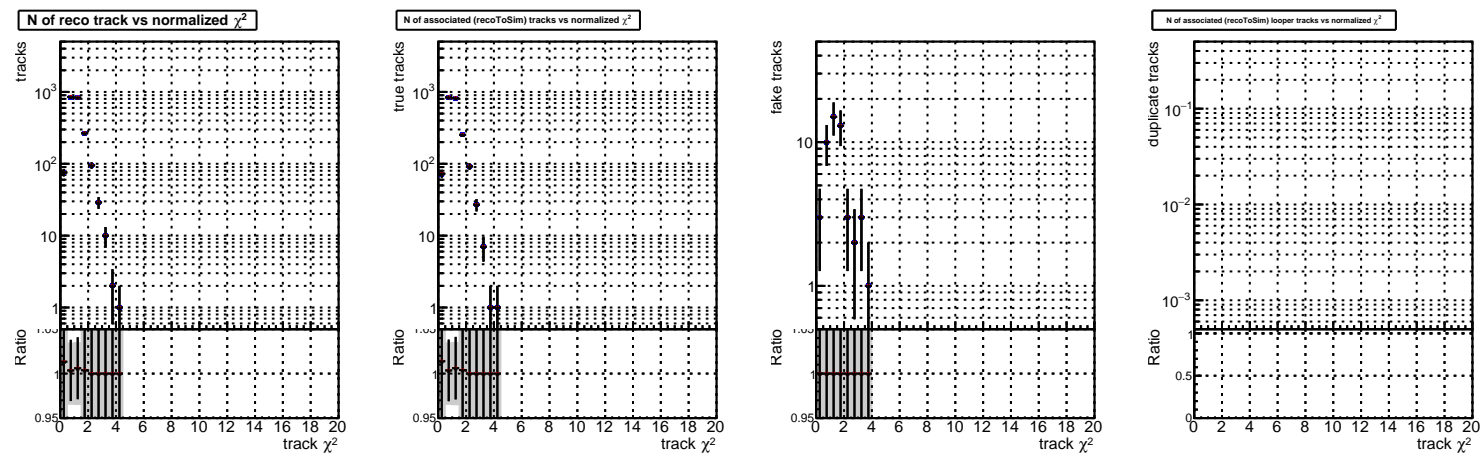 N of reco track vs normalized χ²
tracks
10³
10²
10
1
Ratio
1.05
1
0.95
0 2 4 6 8 10 12 14 16 18 20
track χ²
N of associated (recoToSim) tracks vs normalized χ²
true tracks
10³
10²
10
1
Ratio
1.05
1
0.95
0 2 4 6 8 10 12 14 16 18 20
track χ²
fake tracks
10
1
Ratio
1.05
1
0.95
0 2 4 6 8 10 12 14 16 18 20
track χ²
N of associated (recoToSim) looper tracks vs normalized χ²
duplicate tracks
10⁻¹
10⁻²
10⁻³
Ratio
1
0.5
0
0 2 4 6 8 10 12 14 16 18 20
track χ²